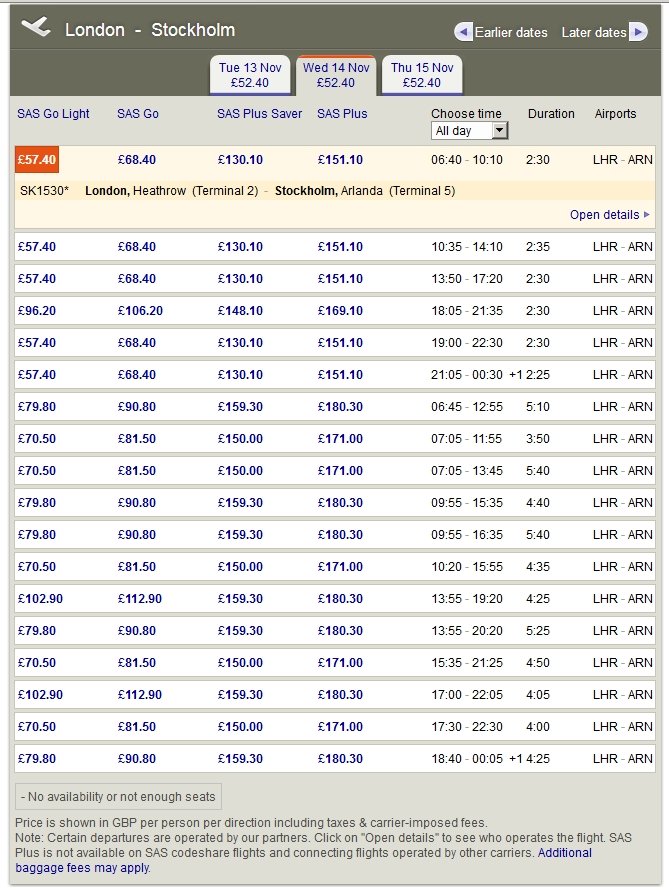 London - Stockholm
Earlier dates Later dates
Tue 13 Nov Wed 14 Nov Thu 15 Nov
£52.40 £52.40 £52.40
SAS Go Light SAS Go SAS Plus Saver SAS Plus Choose time Duration Airports
All day
£57.40 £68.40 £130.10 £151.10 06:40 - 10:10 2:30 LHR - ARN
SK1530* London, Heathrow (Terminal 2) - Stockholm, Arlanda (Terminal 5)
Open details
£57.40 £68.40 £130.10 £151.10 10:35 - 14:10 2:35 LHR - ARN
£57.40 £68.40 £130.10 £151.10 13:50 - 17:20 2:30 LHR - ARN
£96.20 £106.20 £148.10 £169.10 18:05 - 21:35 2:30 LHR - ARN
£57.40 £68.40 £130.10 £151.10 19:00 - 22:30 2:30 LHR - ARN
£57.40 £68.40 £130.10 £151.10 21:05 - 00:30 +1 2:25 LHR - ARN
£79.80 £90.80 £159.30 £180.30 06:45 - 12:55 5:10 LHR - ARN
£70.50 £81.50 £150.00 £171.00 07:05 - 11:55 3:50 LHR - ARN
£70.50 £81.50 £150.00 £171.00 07:05 - 13:45 5:40 LHR - ARN
£79.80 £90.80 £159.30 £180.30 09:55 - 15:35 4:40 LHR - ARN
£79.80 £90.80 £159.30 £180.30 09:55 - 16:35 5:40 LHR - ARN
£70.50 £81.50 £150.00 £171.00 10:20 - 15:55 4:35 LHR - ARN
£102.90 £112.90 £159.30 £180.30 13:55 - 19:20 4:25 LHR - ARN
£79.80 £90.80 £159.30 £180.30 13:55 - 20:20 5:25 LHR - ARN
£70.50 £81.50 £150.00 £171.00 15:35 - 21:25 4:50 LHR - ARN
£102.90 £112.90 £159.30 £180.30 17:00 - 22:05 4:05 LHR - ARN
£70.50 £81.50 £150.00 £171.00 17:30 - 22:30 4:00 LHR - ARN
£79.80 £90.80 £159.30 £180.30 18:40 - 00:05 +1 4:25 LHR - ARN
- No availability or not enough seats
Price is shown in GBP per person per direction including taxes & carrier-imposed fees.
Note: Certain departures are operated by our partners. Click on "Open details" to see who operates the flight. SAS
Plus is not available on SAS codeshare flights and connecting flights operated by other carriers. Additional
baggage fees may apply.